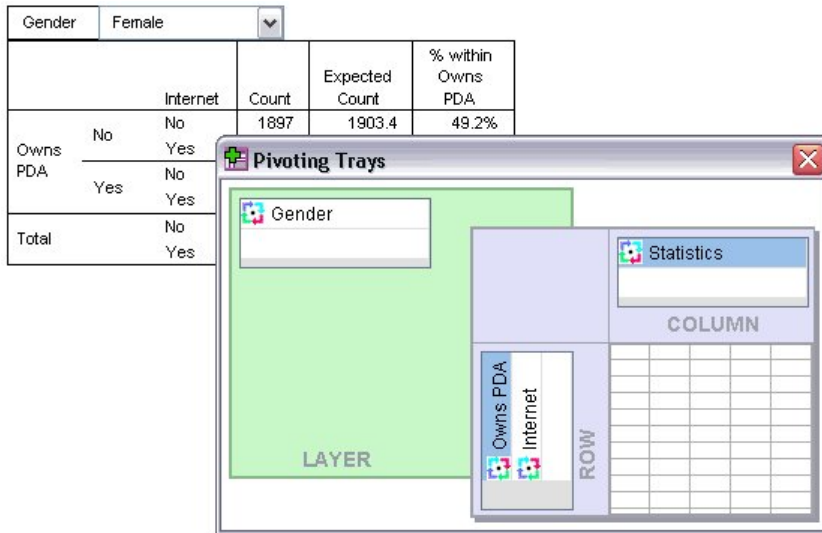 Gender Female
% within
Expected Owns
Internet Count Count PDA
Owns PDA No No 1897 1903.4 49.2%
Yes
Yes No
Yes
Total No
Yes
Pivoting Trays
Gender
Statistics
COLUMN
Owns PDA
Internet
ROW
LAYER